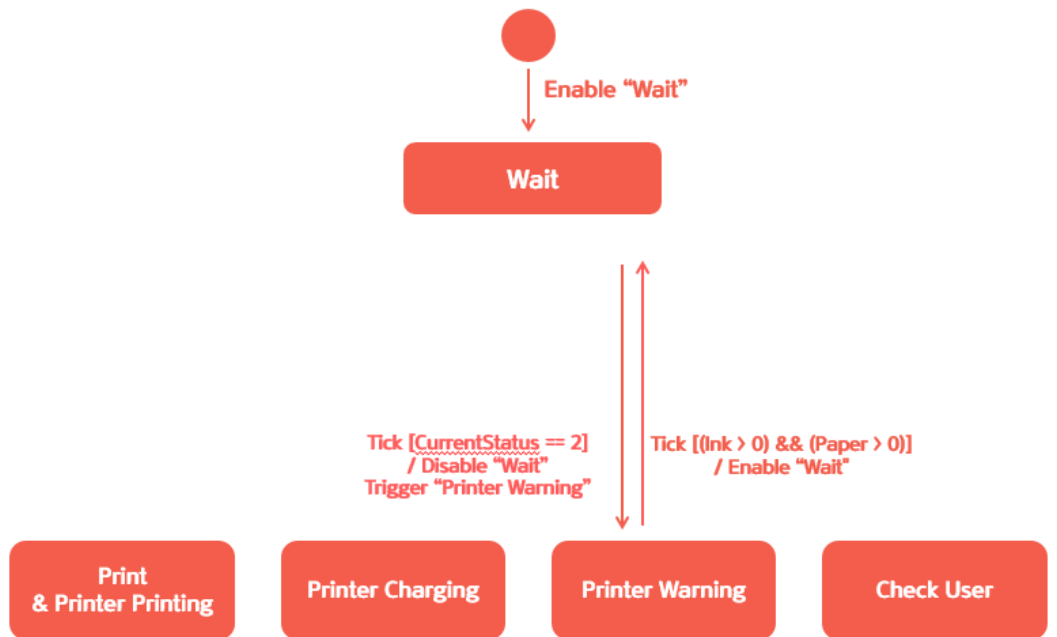 Enable “Wait”
Wait
Tick [CurrentStatus == 2]
/ Disable “Wait”
Trigger “Printer Warning”
Tick [(Ink > 0) && (Paper > 0)]
/ Enable “Wait"
Print
& Printer Printing
Printer Charging
Printer Warning
Check User